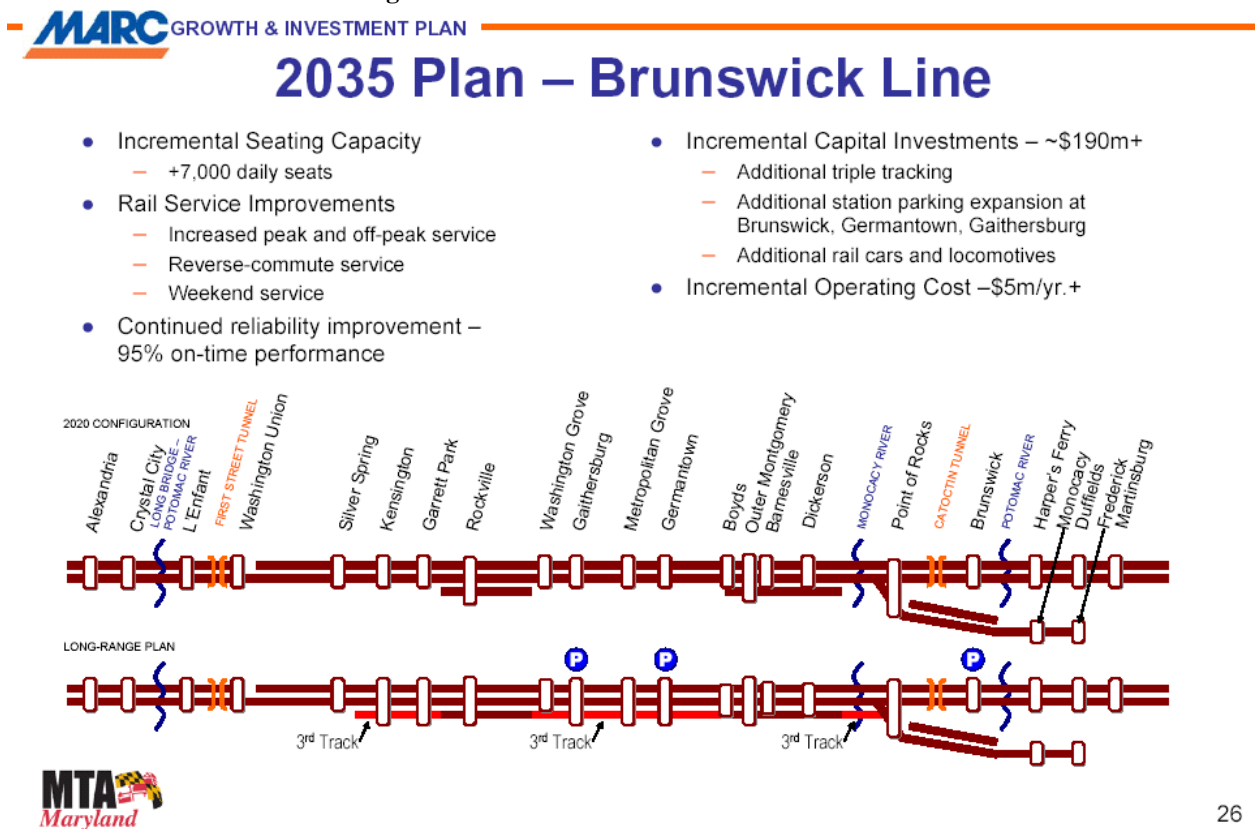 MARC GROWTH & INVESTMENT PLAN
2035 Plan – Brunswick Line
• Incremental Seating Capacity
– +7,000 daily seats
• Rail Service Improvements
– Increased peak and off-peak service
– Reverse-commute service
– Weekend service
• Continued reliability improvement –
95% on-time performance
• Incremental Capital Investments – ~$190m+
– Additional triple tracking
– Additional station parking expansion at
Brunswick, Germantown, Gaithersburg
– Additional rail cars and locomotives
• Incremental Operating Cost –$5m/yr.+
2020 CONFIGURATION
Alexandria
Crystal City
LONG BRIDGE –
POTOMAC RIVER
L'Enfant
FIRST STREET TUNNEL
Washington Union
Silver Spring
Kensington
Garrett Park
Rockville
Washington Grove
Gaithersburg
Metropolitan Grove
Germantown
Boyds
Outer Montgomery
Barnesville
Dickerson
MONOCACY RIVER
Point of Rocks
CATOCTIN TUNNEL
Brunswick
POTOMAC RIVER
Harper's Ferry
Monocacy
Duffields
Frederick
Martinsburg
LONG-RANGE PLAN
P
P
P
3rd Track
3rd Track
3rd Track
MTA
Maryland
26